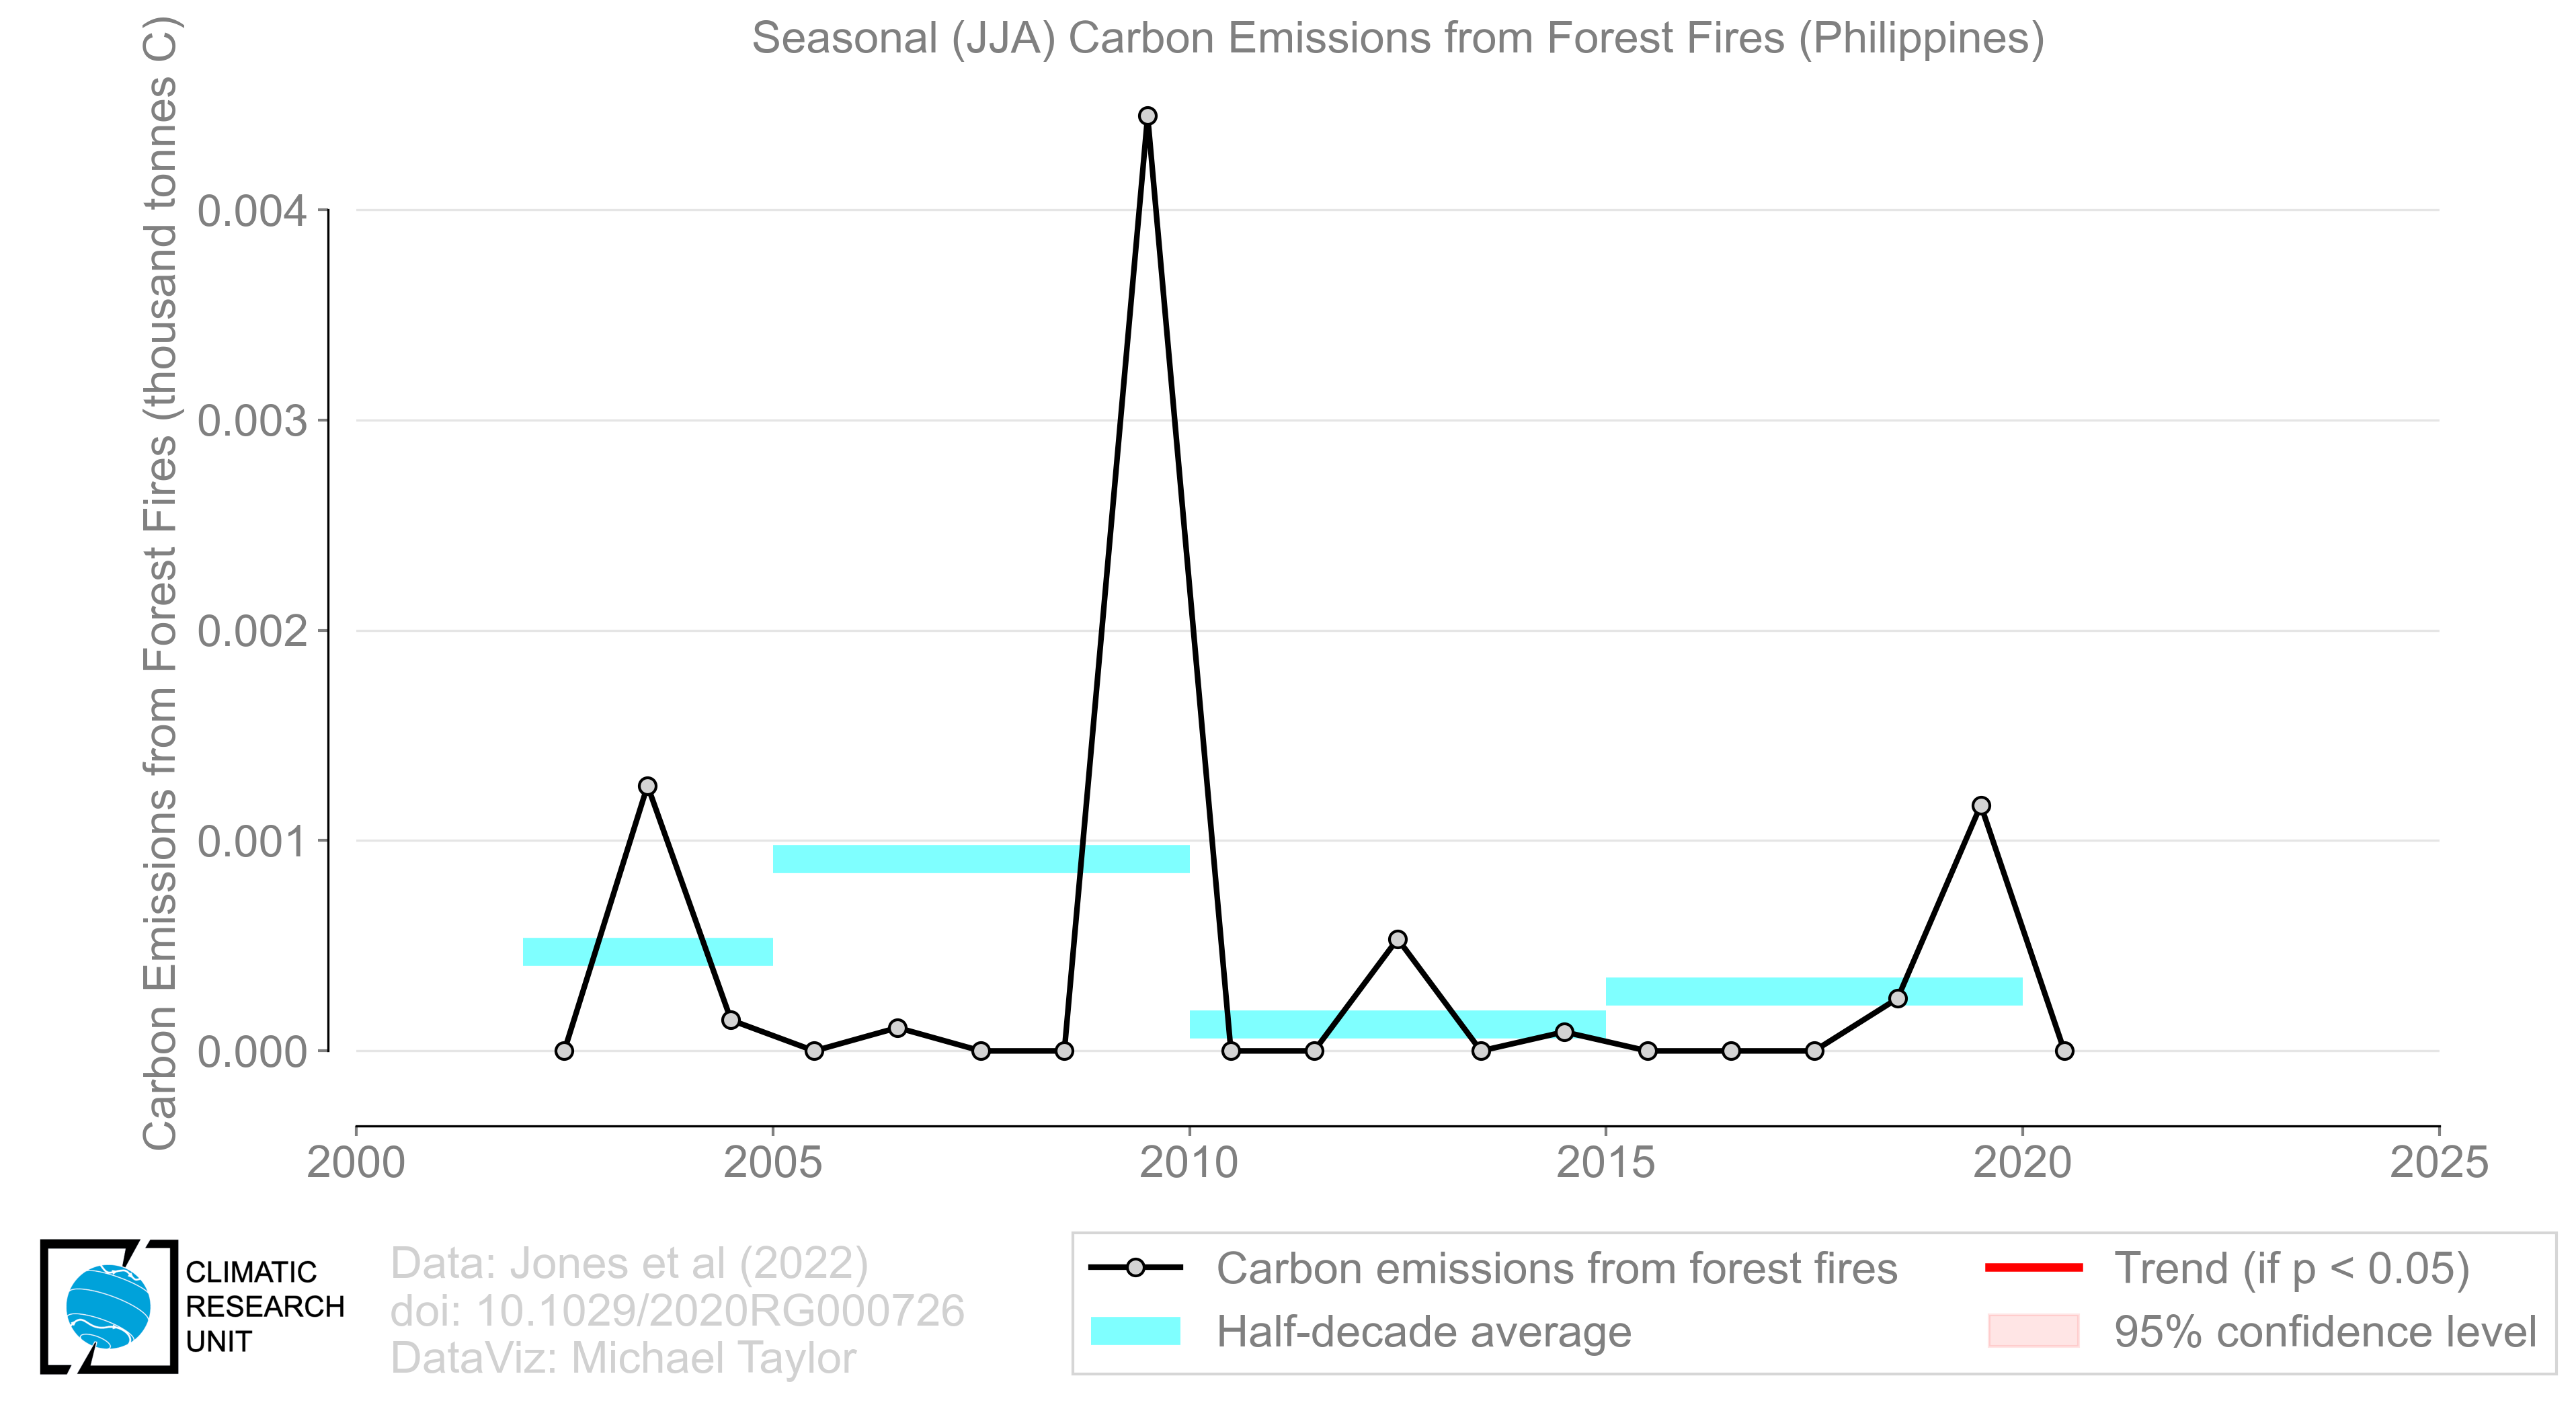 Seasonal (JJA) Carbon Emissions from Forest Fires (Philippines)
Carbon Emissions from Forest Fires (thousand tonnes C)
0.004
0.003
0.002
0.001
0.000
2000 2005 2010 2015 2020 2025
CLIMATIC
RESEARCH
UNIT
Data: Jones et al (2022)
doi: 10.1029/2020RG000726
DataViz: Michael Taylor
Carbon emissions from forest fires
Half-decade average
Trend (if p < 0.05)
95% confidence level